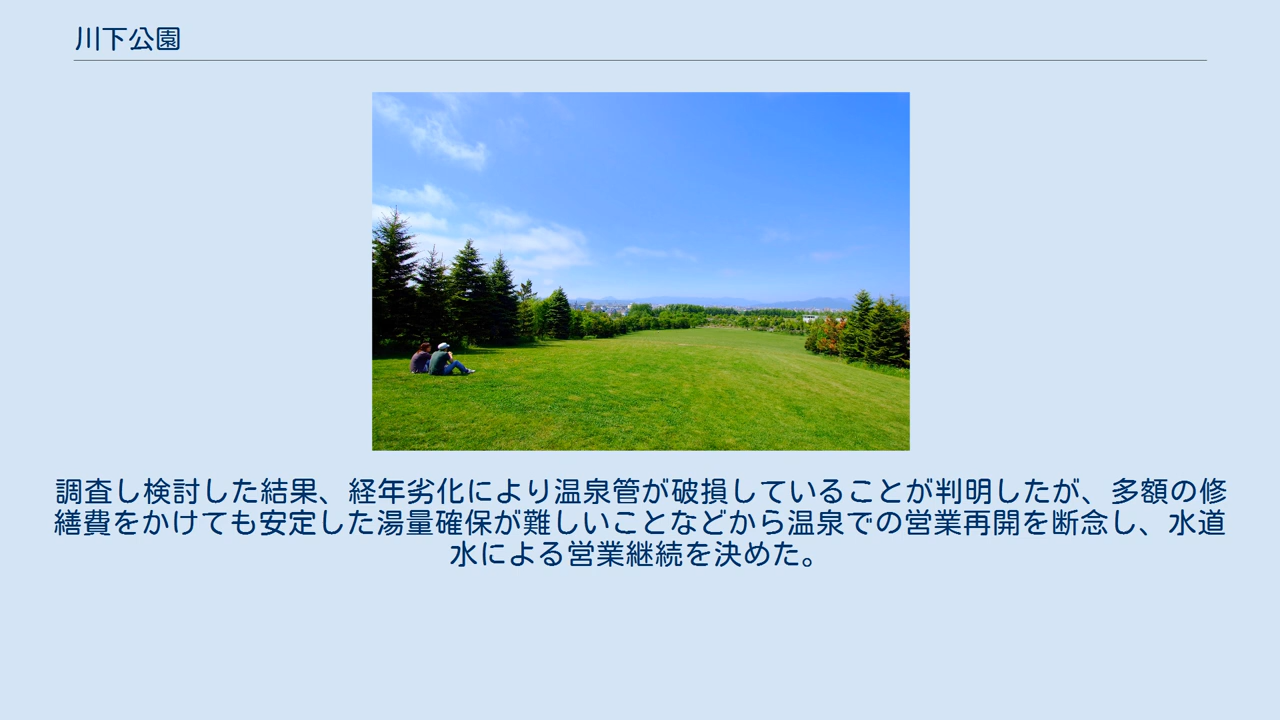 川下公園
調査し検討した結果、経年劣化により温泉管が破損していることが判明したが、多額の修
繕費をかけても安定した湯量確保が難しいことなどから温泉での営業再開を断念し、水道
水による営業継続を決めた。